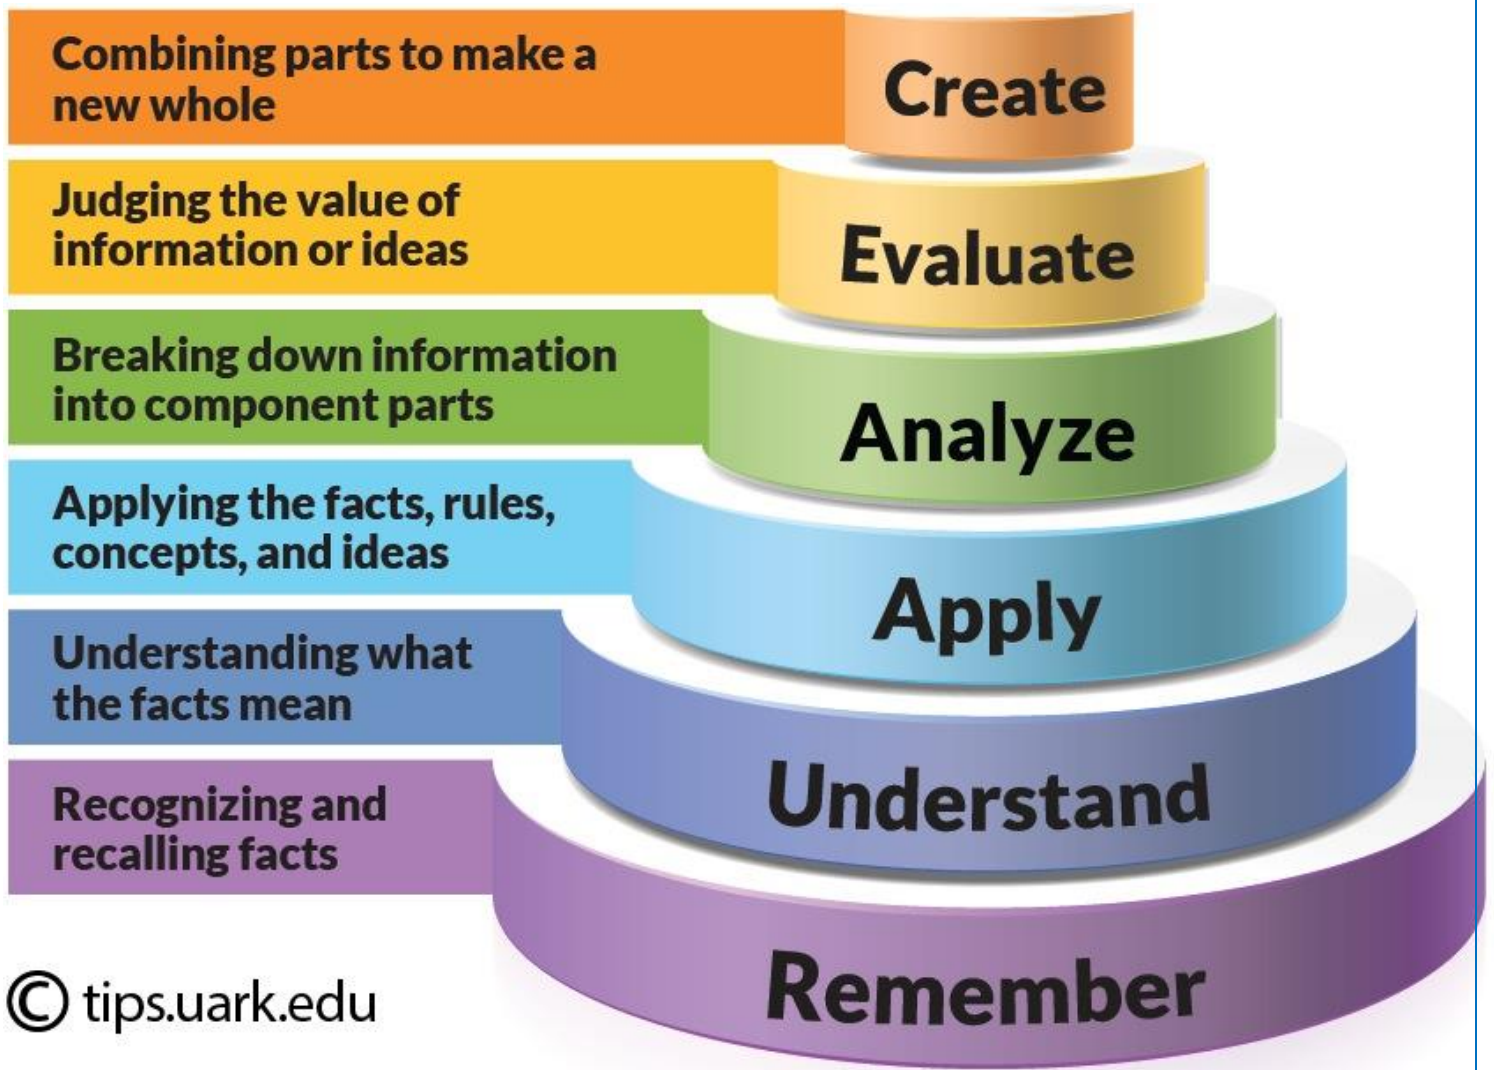 Combining parts to make a
new whole
Create
Judging the value of
information or ideas
Evaluate
Breaking down information
into component parts
Analyze
Applying the facts, rules,
concepts, and ideas
Apply
Understanding what
the facts mean
Understand
Recognizing and
recalling facts
Remember
© tips.uark.edu